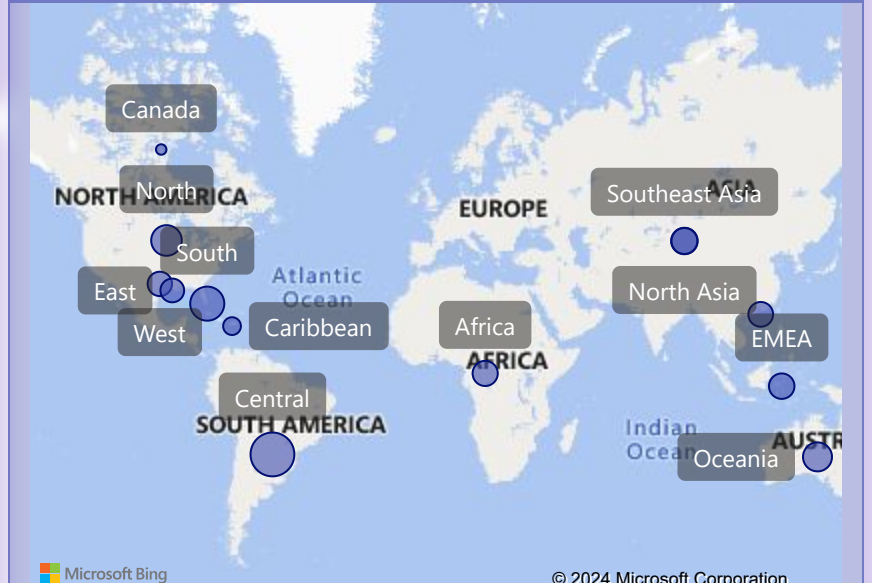 Canada
North
NORTH AMERICA
South
East
West
Atlantic
Ocean
Caribbean
EUROPE
ASIA
Southeast Asia
North Asia
EMEA
Africa
AFRICA
Central
SOUTH AMERICA
Indian
Ocean
AUSTR
Oceania
Microsoft Bing
© 2024 Microsoft Corporation